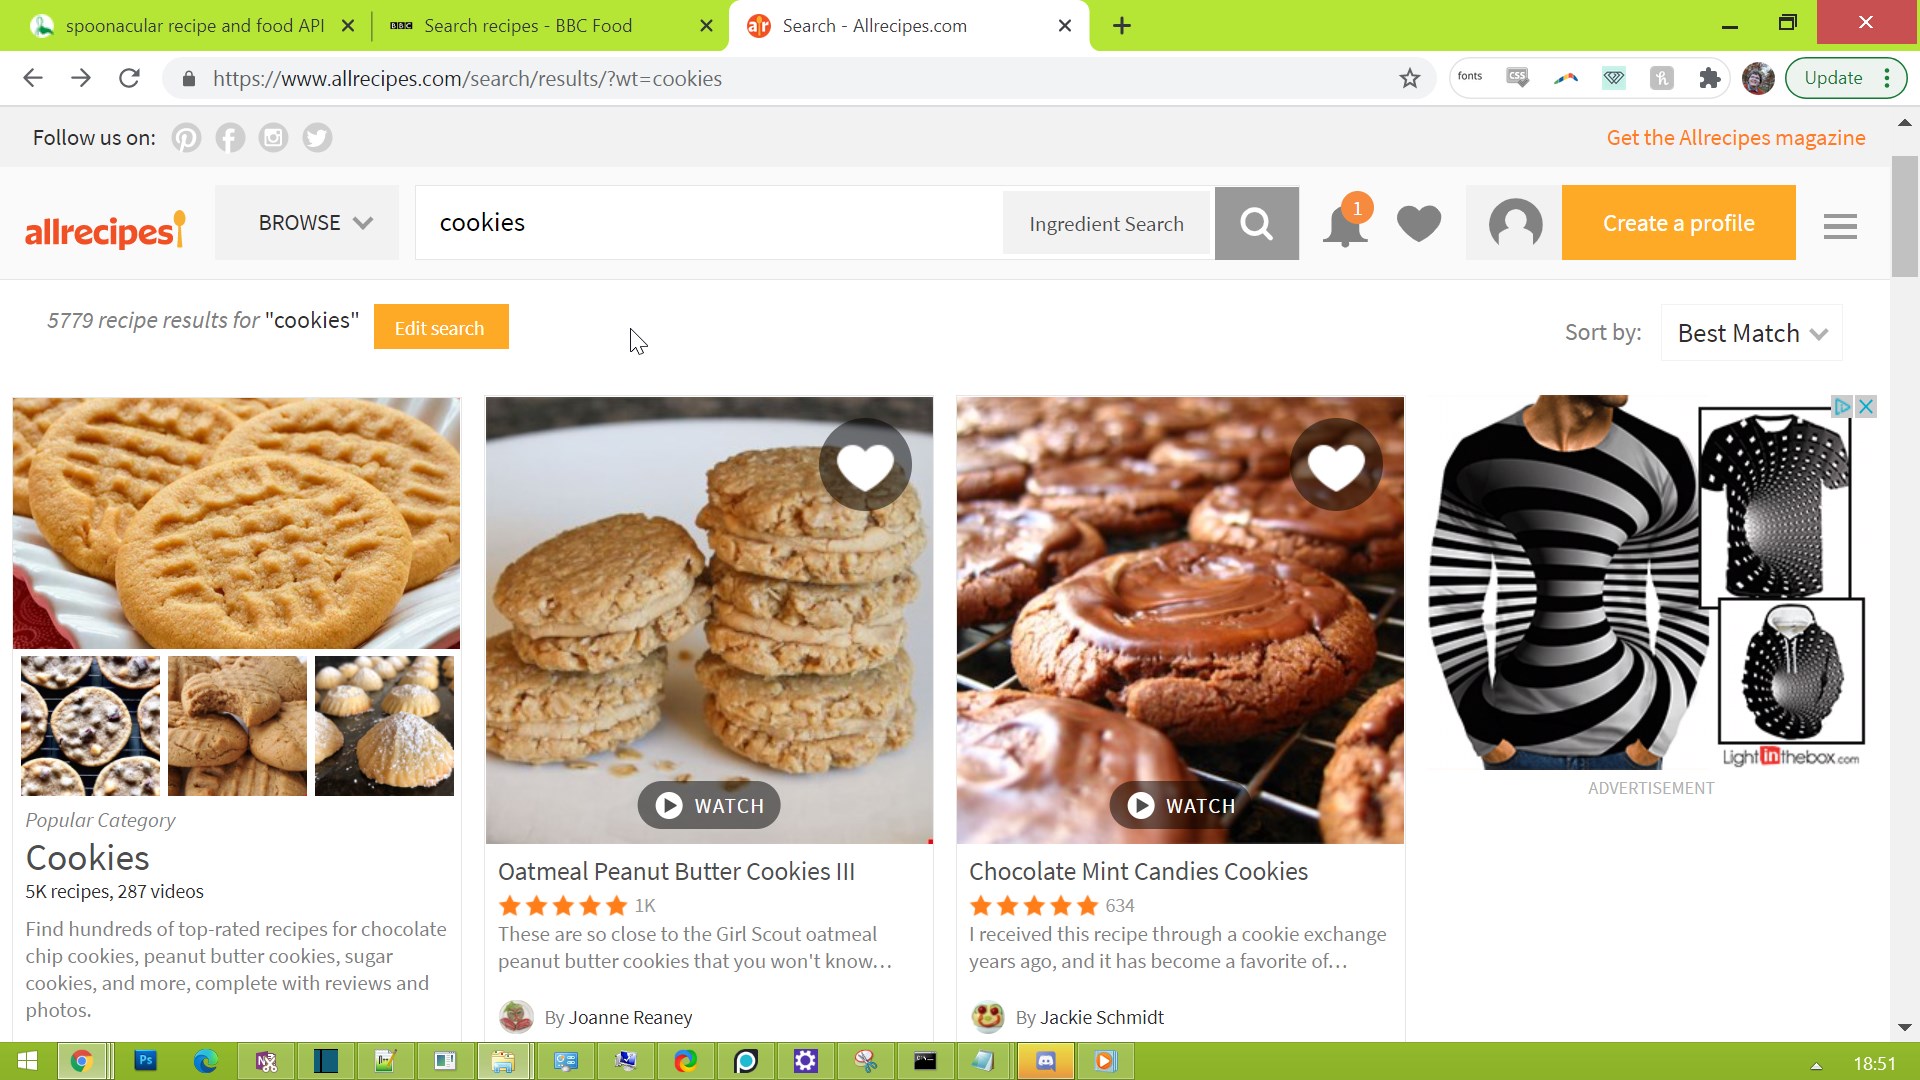 spoonacular recipe and food API
BBC Search recipes - BBC Food
Search - Allrecipes.com
https://www.allrecipes.com/search/results/?wt=cookies
fonts
CSS
Update
Follow us on:
Get the Allrecipes magazine
allrecipes
BROWSE
cookies
Ingredient Search
1
Create a profile
5779 recipe results for "cookies"
Edit search
Sort by:
Best Match
WATCH
WATCH
Lightinthebox.com
ADVERTISEMENT
Popular Category
Cookies
5K recipes, 287 videos
Find hundreds of top-rated recipes for chocolate
chip cookies, peanut butter cookies, sugar
cookies, and more, complete with reviews and
photos.
Oatmeal Peanut Butter Cookies III
1K
These are so close to the Girl Scout oatmeal
peanut butter cookies that you won't know...
By Joanne Reaney
Chocolate Mint Candies Cookies
634
I received this recipe through a cookie exchange
years ago, and it has become a favorite of...
By Jackie Schmidt
Ps
18:51